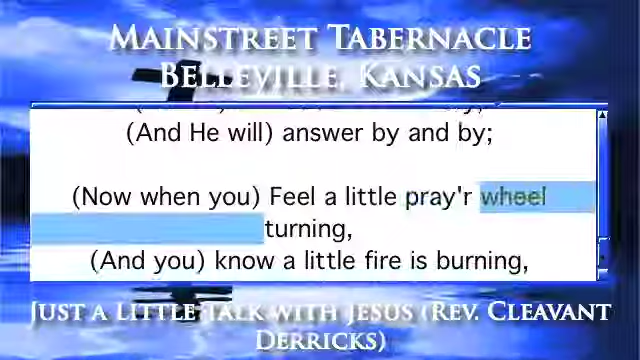 MAINSTREET TABERNACLE
BELLEVILLE, KANSAS
(And He will) answer by and by;
(Now when you) Feel a little pray'r wheel
turning,
(And you) know a little fire is burning,
JUST A LITTLE TALK WITH JESUS (REV. CLEAVANT
DERRICKS)